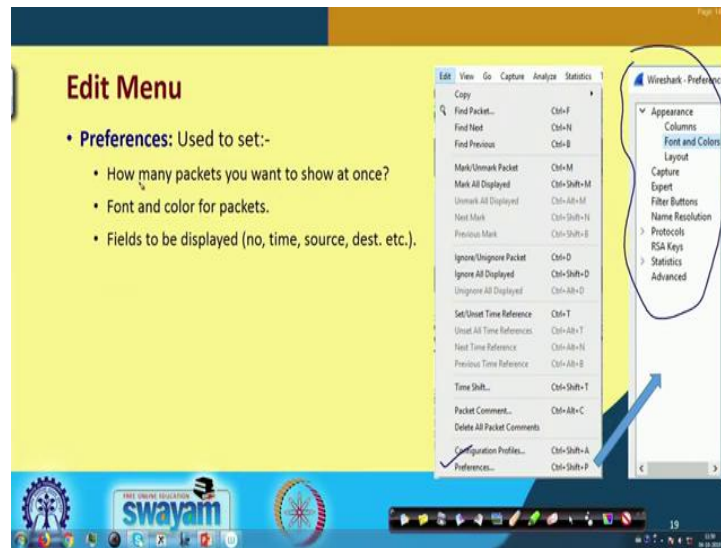 Edit Menu
• Preferences: Used to set:-
• How many packets you want to show at once?
• Font and color for packets.
• Fields to be displayed (no, time, source, dest. etc.).
Edit View Go Capture Analyze Statistics
Copy
Find Packet... Ctrl+F
Find Next Ctrl+N
Find Previous Ctrl+B
Mark/Unmark Packet Ctrl+M
Mark All Displayed Ctrl+Shift+M
Unmark All Displayed Ctrl+Alt+M
Next Mark Ctrl+Shift+N
Previous Mark Ctrl+Shift+B
Ignore/Unignore Packet Ctrl+D
Ignore All Displayed Ctrl+Shift+D
Unignore All Displayed Ctrl+Alt+D
Set/Unset Time Reference Ctrl+T
Unset All Time References Ctrl+Alt+T
Next Time Reference Ctrl+Alt+N
Previous Time Reference Ctrl+Alt+B
Time Shift... Ctrl+Shift+T
Packet Comment... Ctrl+Alt+C
Delete All Packet Comments
Configuration Profiles... Ctrl+Shift+A
Preferences... Ctrl+Shift+P
Wireshark - Preferenc
Appearance
Columns
Font and Colors
Layout
Capture
Expert
Filter Buttons
Name Resolution
Protocols
RSA Keys
Statistics
Advanced
FREE ONLINE EDUCATION
swayam
19